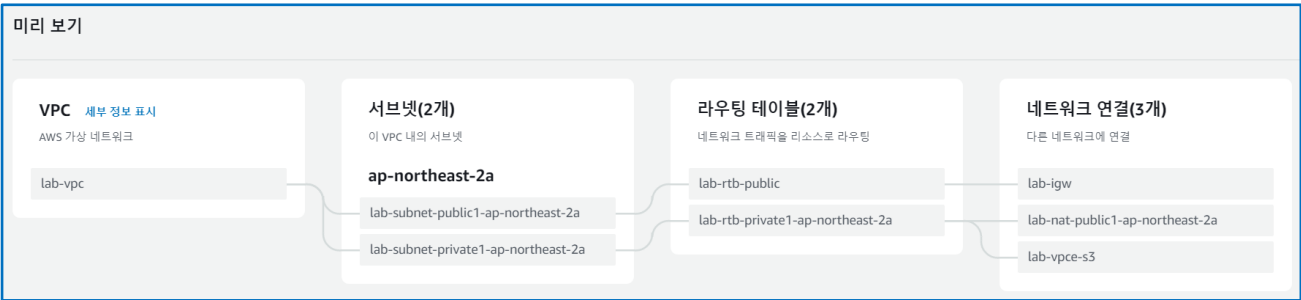 미리 보기
VPC 세부 정보 표시
AWS 가상 네트워크
lab-vpc
서브넷(2개)
이 VPC 내의 서브넷
ap-northeast-2a
lab-subnet-public1-ap-northeast-2a
lab-subnet-private1-ap-northeast-2a
라우팅 테이블(2개)
네트워크 트래픽을 리소스로 라우팅
lab-rtb-public
lab-rtb-private1-ap-northeast-2a
네트워크 연결(3개)
다른 네트워크에 연결
lab-igw
lab-nat-public1-ap-northeast-2a
lab-vpce-s3